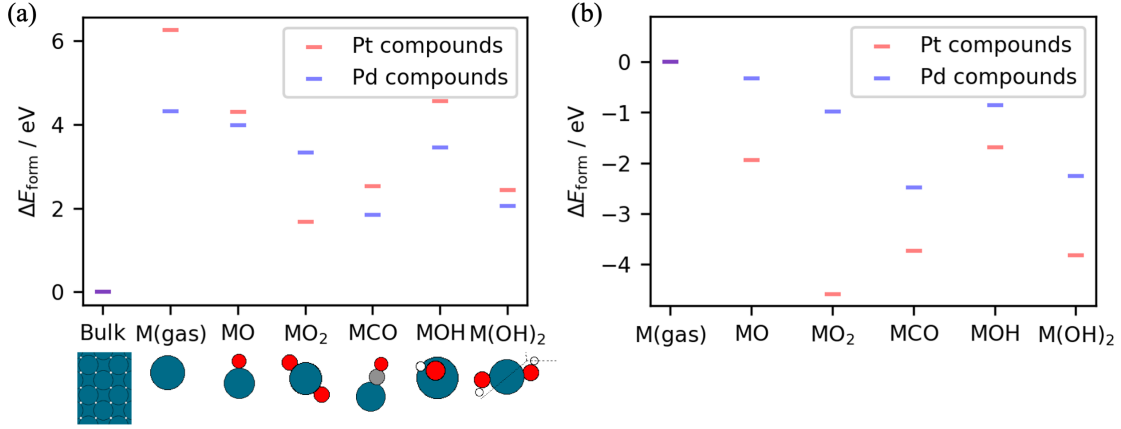 (a)
6
4
2
0
ΔE_form / eV
Pt compounds
Pd compounds
Bulk M(gas) MO MO₂ MCO MOH M(OH)₂
(b)
0
−1
−2
−3
−4
ΔE_form / eV
Pt compounds
Pd compounds
M(gas) MO MO₂ MCO MOH M(OH)₂